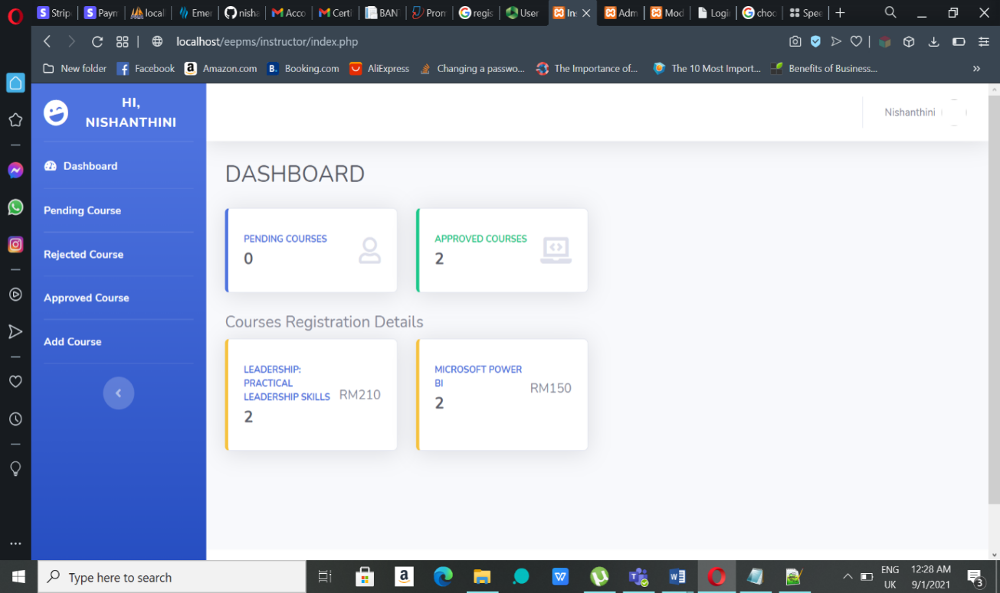 Strip
Paym
locall
Emer
nisha
Acco
Certi
BAN
Pron
regis
User
Ins
Adm
Mod
Logi
choo
Spee
localhost/eepms/instructor/index.php
New folder
Facebook
Amazon.com
Booking.com
AliExpress
Changing a passwo...
The Importance of...
The 10 Most Import...
Benefits of Business...
HI,
NISHANTHINI
Nishanthini
Dashboard
Pending Course
Rejected Course
Approved Course
Add Course
DASHBOARD
PENDING COURSES
0
APPROVED COURSES
2
Courses Registration Details
LEADERSHIP:
PRACTICAL
LEADERSHIP SKILLS
RM210
2
MICROSOFT POWER
BI
RM150
2
Type here to search
ENG
UK
12:28 AM
9/1/2021
3